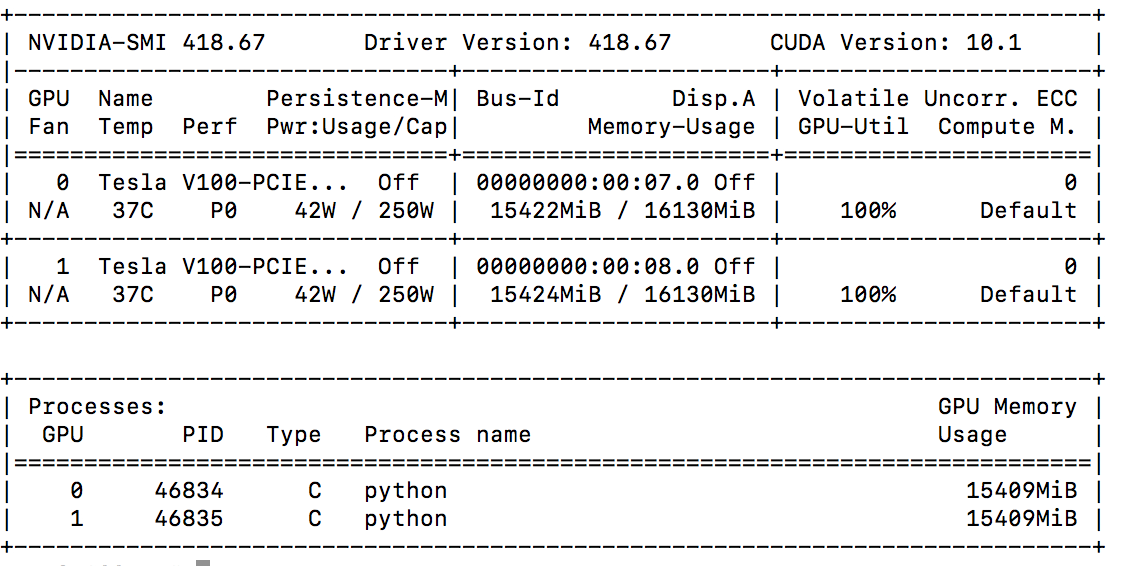 +-----------------------------------------------------------------------------+
| NVIDIA-SMI 418.67       Driver Version: 418.67       CUDA Version: 10.1     |
|-------------------------------+----------------------+----------------------+
| GPU  Name        Persistence-M| Bus-Id        Disp.A | Volatile Uncorr. ECC |
| Fan  Temp  Perf  Pwr:Usage/Cap|         Memory-Usage | GPU-Util  Compute M. |
|===============================+======================+======================|
|   0  Tesla V100-PCIE...  Off  | 00000000:00:07.0 Off |                    0 |
| N/A   37C    P0    42W / 250W |  15422MiB / 16130MiB |    100%      Default |
+-------------------------------+----------------------+----------------------+
|   1  Tesla V100-PCIE...  Off  | 00000000:00:08.0 Off |                    0 |
| N/A   37C    P0    42W / 250W |  15424MiB / 16130MiB |    100%      Default |
+-------------------------------+----------------------+----------------------+
+-----------------------------------------------------------------------------+
| Processes:                                                       GPU Memory |
|  GPU       PID   Type   Process name                             Usage      |
|=============================================================================|
|    0     46834      C   python                                     15409MiB |
|    1     46835      C   python                                     15409MiB |
+-----------------------------------------------------------------------------+